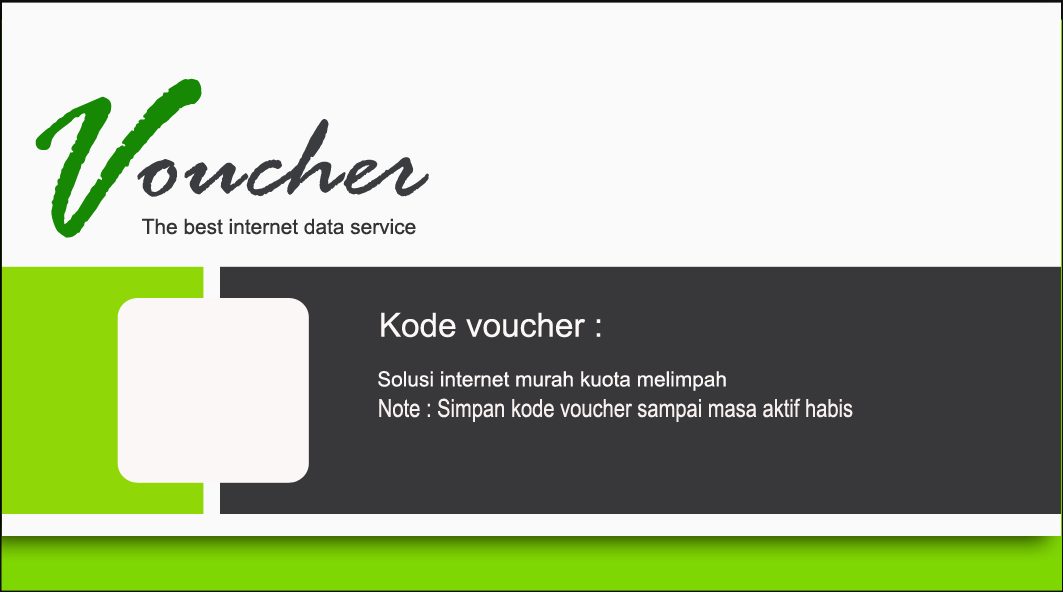 Voucher
The best internet data service
Kode voucher :
Solusi internet murah kuota melimpah
Note : Simpan kode voucher sampai masa aktif habis